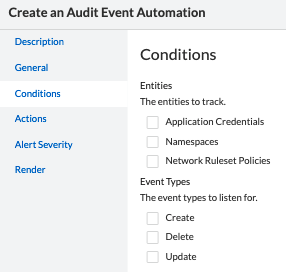 Create an Audit Event Automation
Description
General
Conditions
Actions
Alert Severity
Render
Conditions
Entities
The entities to track.
Application Credentials
Namespaces
Network Ruleset Policies
Event Types
The event types to listen for.
Create
Delete
Update